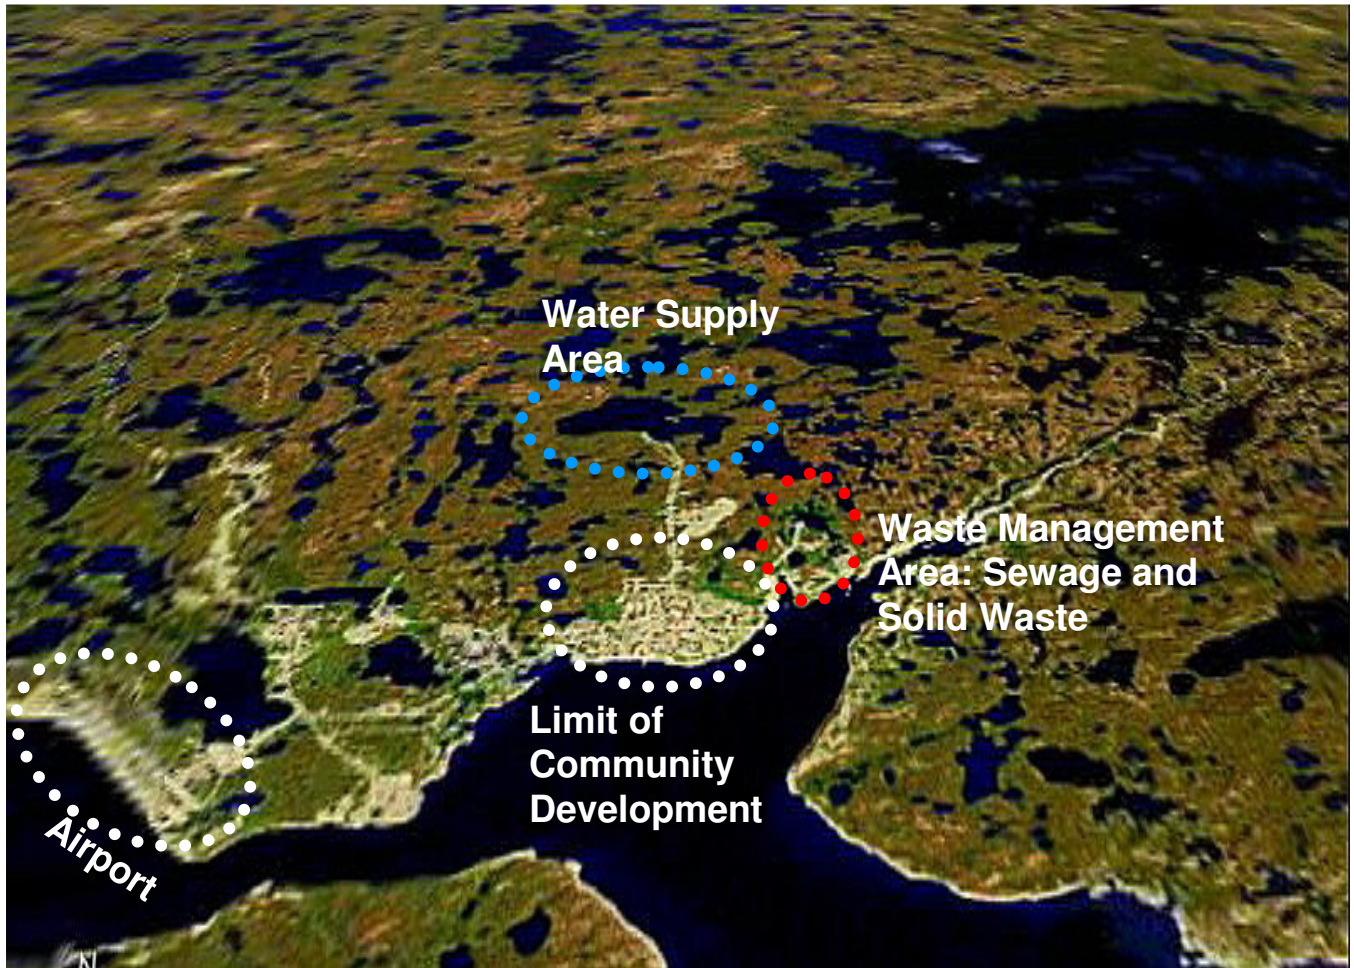 Water Supply
Area
Waste Management
Area: Sewage and
Solid Waste
Limit of
Community
Development
Airport
N